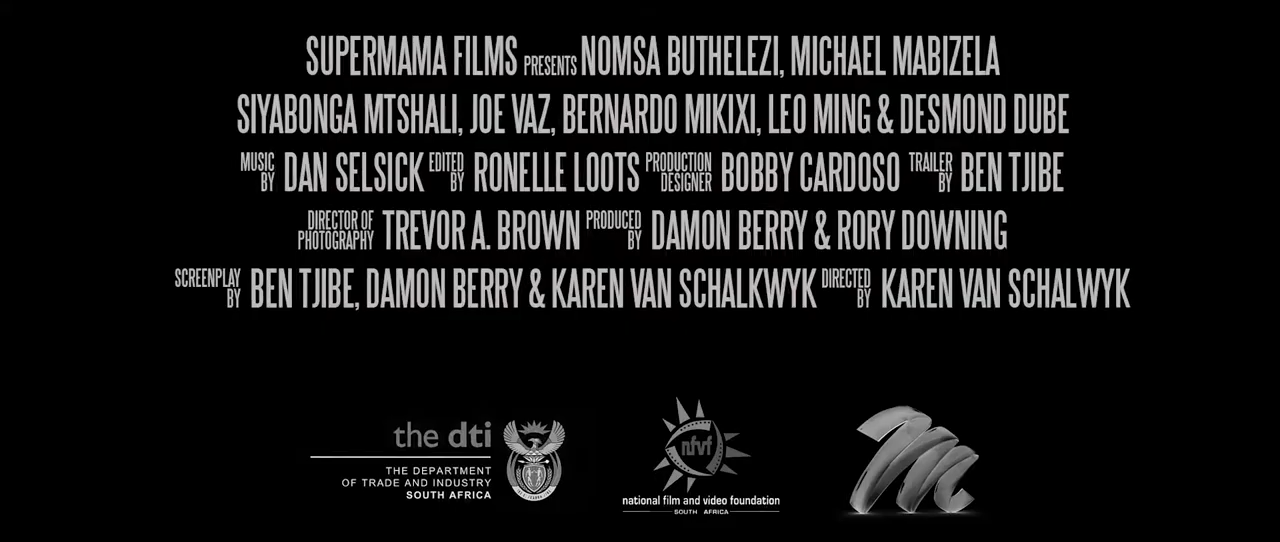 SUPERMAMA FILMS PRESENTS NOMSA BUTHELEZI, MICHAEL MABIZELA
SIYABONGA MTSHALI, JOE VAZ, BERNARDO MIKIXI, LEO MING & DESMOND DUBE
MUSIC BY DAN SELSICK EDITED BY RONELLE LOOTS PRODUCTION DESIGNER BOBBY CARDOSO TRAILER BY BEN TJIBE
DIRECTOR OF PHOTOGRAPHY TREVOR A. BROWN PRODUCED BY DAMON BERRY & RORY DOWNING
SCREENPLAY BY BEN TJIBE, DAMON BERRY & KAREN VAN SCHALKWYK DIRECTED BY KAREN VAN SCHALWYK
the dti
THE DEPARTMENT
OF TRADE AND INDUSTRY
SOUTH AFRICA
nfvf
national film and video foundation
SOUTH AFRICA